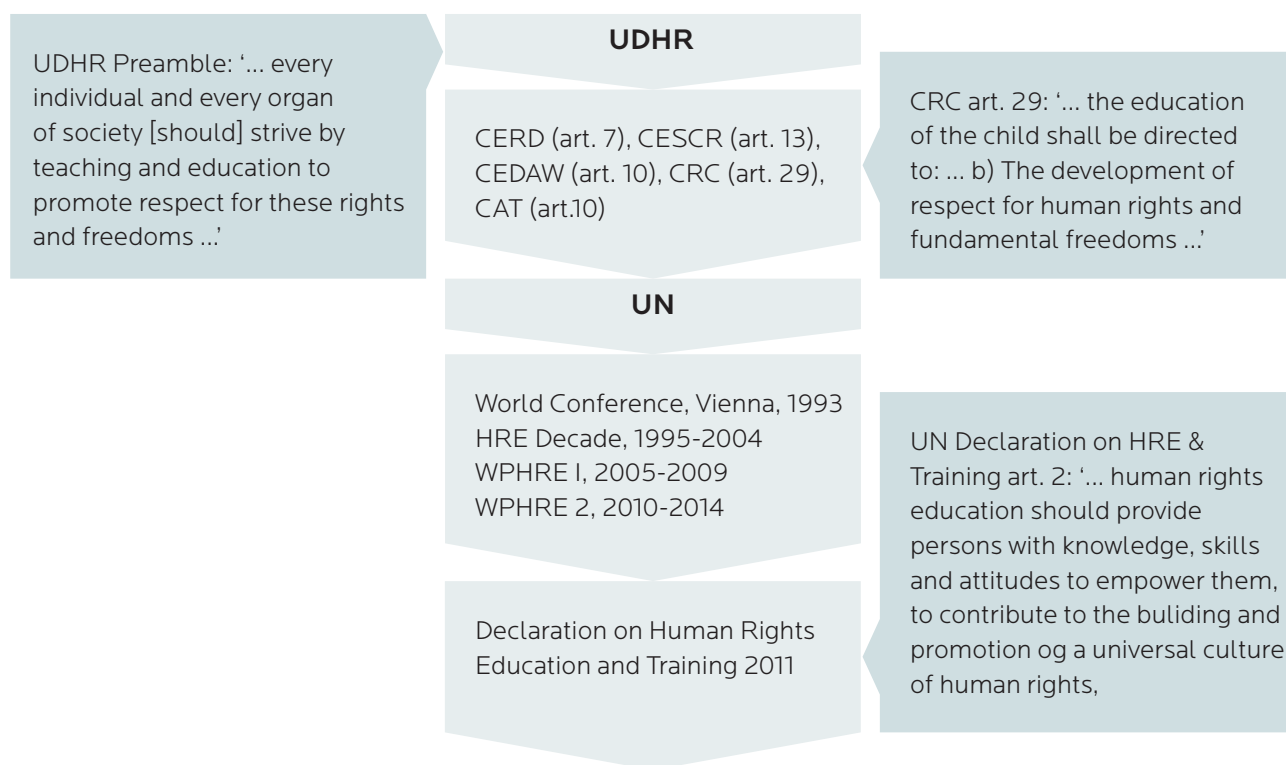 UDHR Preamble: ‘... every
individual and every organ
of society [should] strive by
teaching and education to
promote respect for these rights
and freedoms ...’
UDHR
CERD (art. 7), CESCR (art. 13),
CEDAW (art. 10), CRC (art. 29),
CAT (art.10)
CRC art. 29: ‘... the education
of the child shall be directed
to: ... b) The development of
respect for human rights and
fundamental freedoms ...’
UN
World Conference, Vienna, 1993
HRE Decade, 1995-2004
WPHRE I, 2005-2009
WPHRE 2, 2010-2014
Declaration on Human Rights
Education and Training 2011
UN Declaration on HRE &
Training art. 2: ‘... human rights
education should provide
persons with knowledge, skills
and attitudes to empower them,
to contribute to the buliding and
promotion og a universal culture
of human rights,